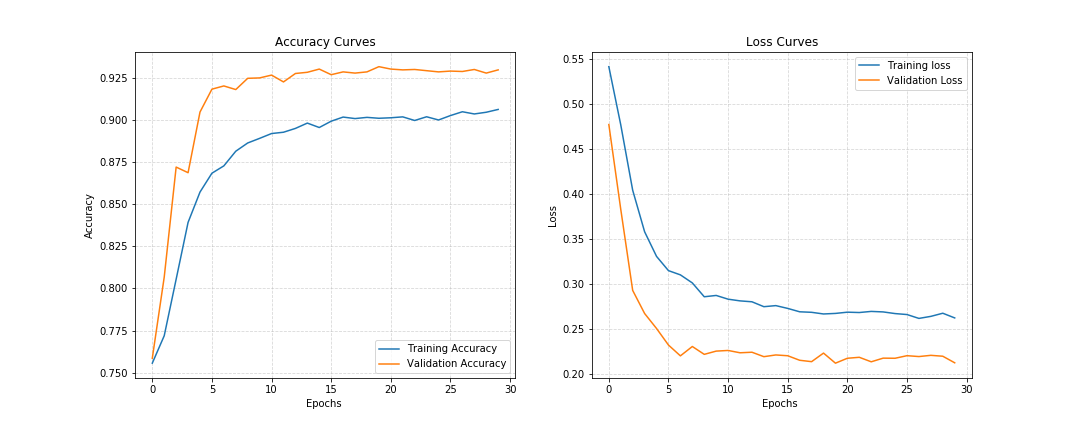 Accuracy Curves
Accuracy
0.925
0.900
0.875
0.850
0.825
0.800
0.775
0.750
0 5 10 15 20 25 30
Epochs
Training Accuracy
Validation Accuracy
Loss Curves
Loss
0.55
0.50
0.45
0.40
0.35
0.30
0.25
0.20
0 5 10 15 20 25 30
Epochs
Training loss
Validation Loss